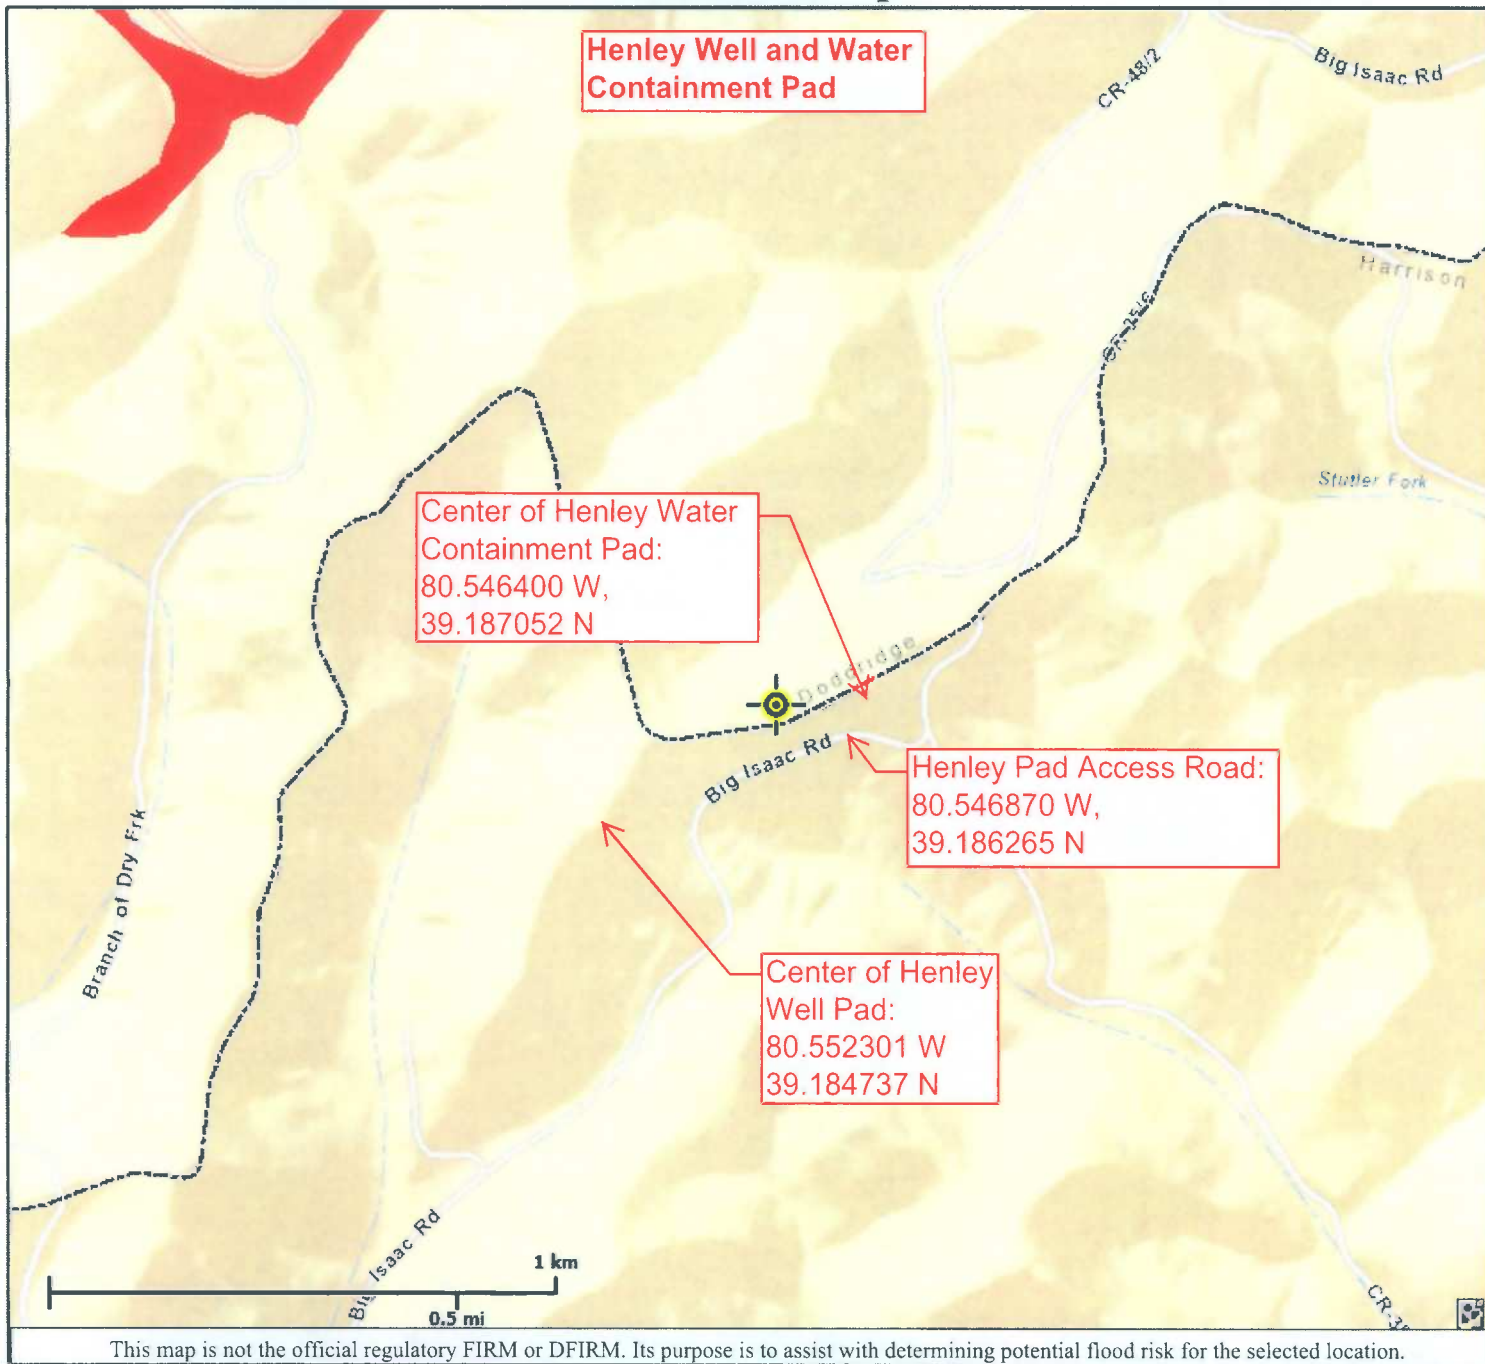 Henley Well and Water
Containment Pad
CR-48/2
Big Isaac Rd
Harrison
Stutler Fork
Center of Henley Water
Containment Pad:
80.546400 W,
39.187052 N
Doddridge
Big Isaac Rd
Henley Pad Access Road:
80.546870 W,
39.186265 N
Branch of Dry Frk
Center of Henley
Well Pad:
80.552301 W
39.184737 N
Big Isaac Rd
1 km
0.5 mi
This map is not the official regulatory FIRM or DFIRM. Its purpose is to assist with determining potential flood risk for the selected location.